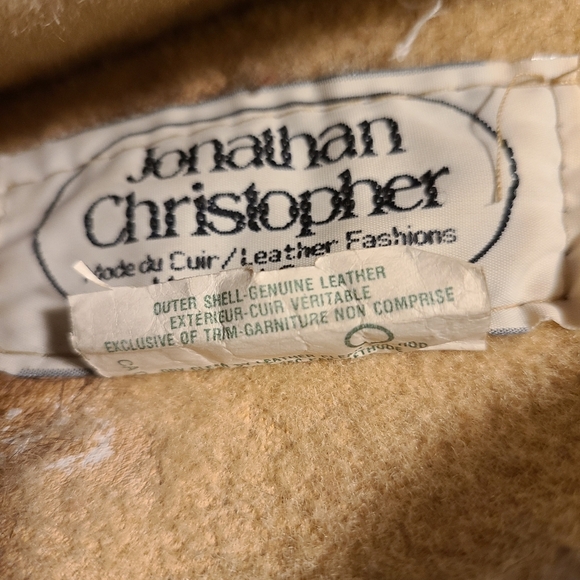 Jonathan
Christopher
Mode du Cuir/Leather Fashions
OUTER SHELL-GENUINE LEATHER
EXTÉRIEUR-CUIR VERITABLE
EXCLUSIVE OF TRIM-GARNITURE NON COMPRISE